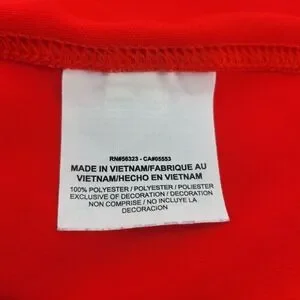 RN#56323 - CA#05553
MADE IN VIETNAM/FABRIQUE AU
VIETNAM/HECHO EN VIETNAM
100% POLYESTER / POLYESTER / POLIESTER
EXCLUSIVE OF DECORATION / DECORATION
NON COMPRISE / NO INCLUYE LA
DECORACION